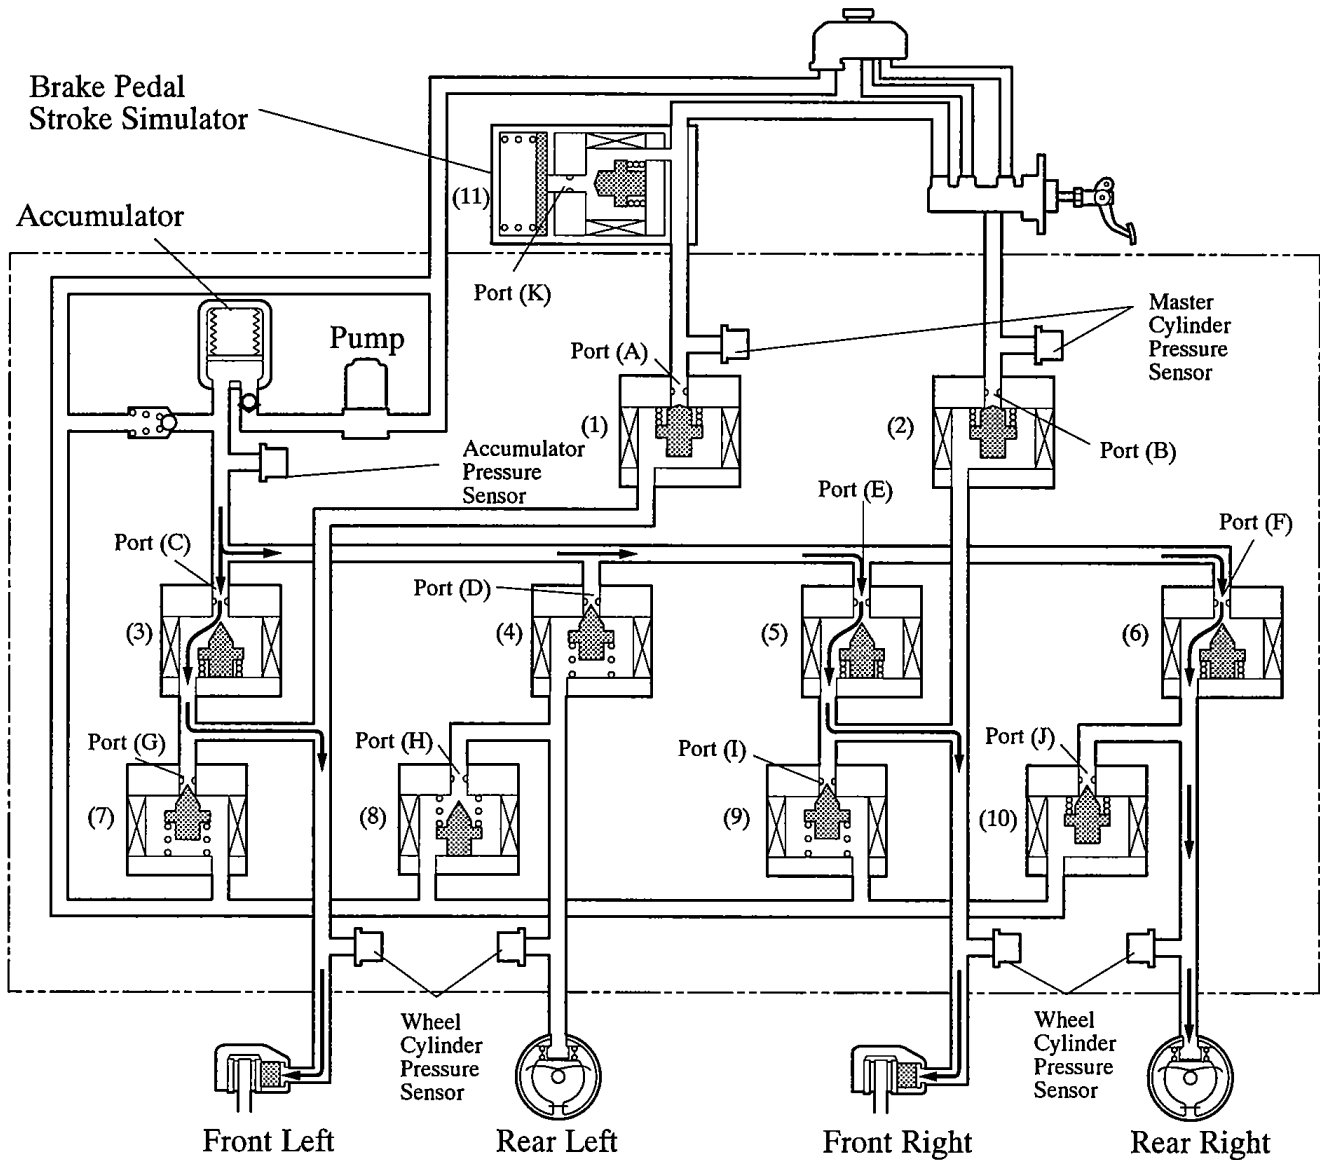 Brake Pedal
Stroke Simulator
(11)
Accumulator
Port (K)
Pump
Port (A)
Master
Cylinder
Pressure
Sensor
(1)
(2)
Port (B)
Accumulator
Pressure
Sensor
Port (E)
Port (F)
Port (C)
Port (D)
(3)
(4)
(5)
(6)
Port (G)
Port (H)
Port (I)
Port (J)
(7)
(8)
(9)
(10)
Wheel
Cylinder
Pressure
Sensor
Wheel
Cylinder
Pressure
Sensor
Front Left
Rear Left
Front Right
Rear Right